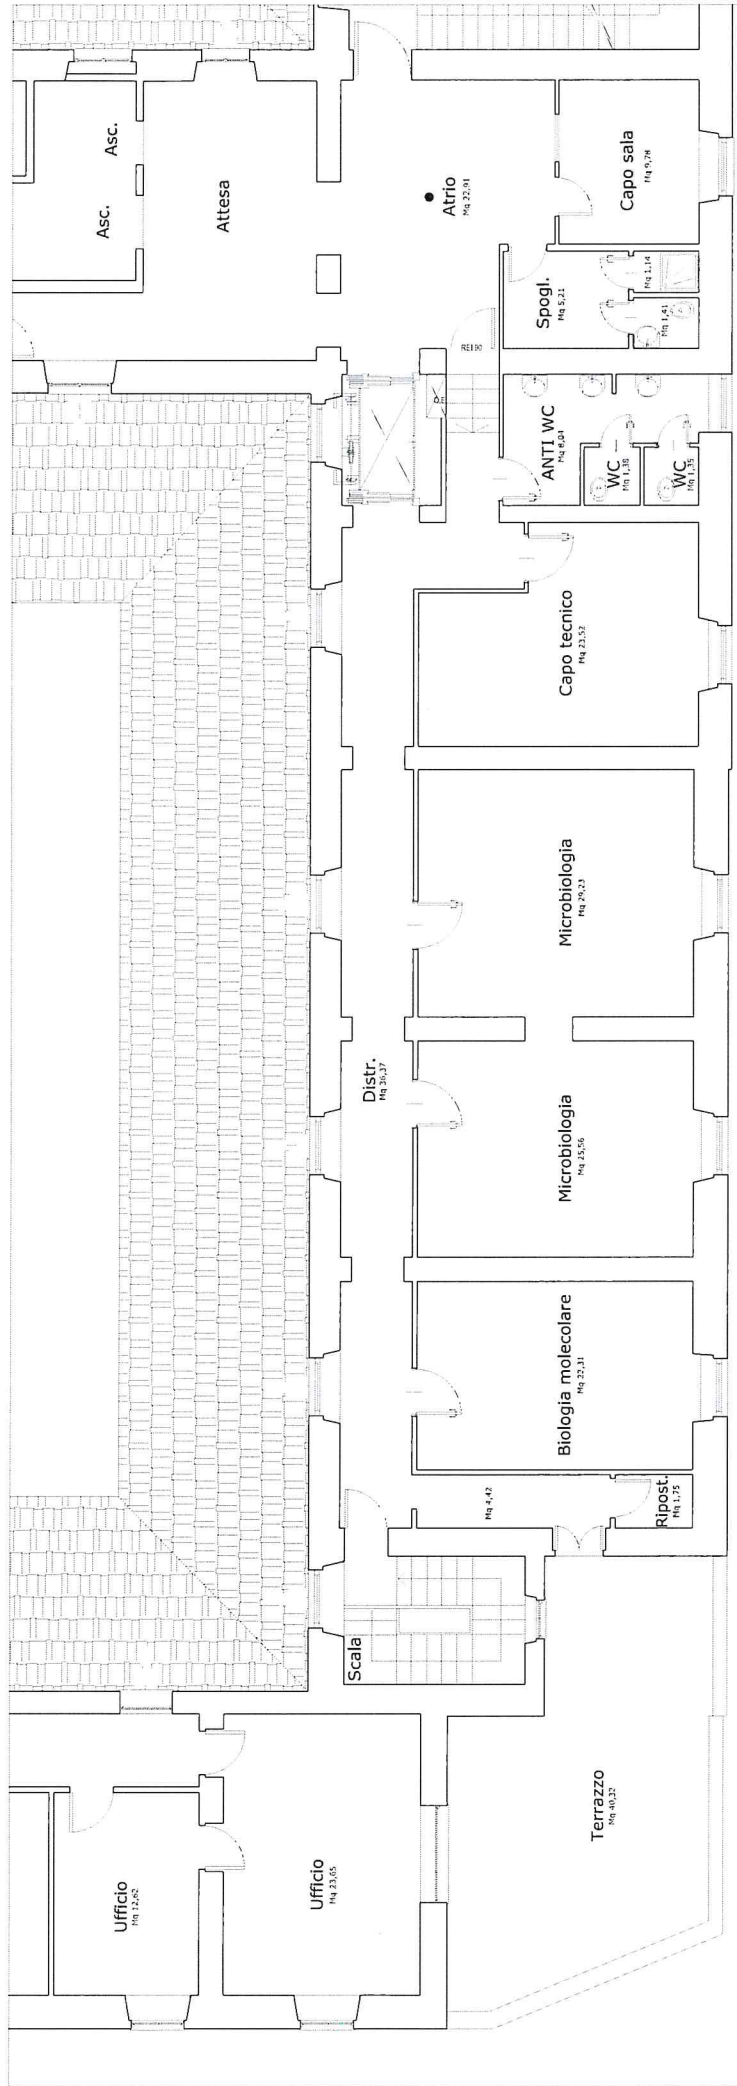 Asc.
Asc.
Attesa
Atrio
Mq 22,91
Capo sala
Mq 9,78
Spogl.
Mq 5,21
Mq 1,14
Mq 1,41
REI 90
ANTI WC
Mq 8,04
WC
Mq 1,38
WC
Mq 1,35
Capo tecnico
Mq 23,52
Microbiologia
Mq 29,23
Distr.
Mq 36,37
Microbiologia
Mq 25,56
Biologia molecolare
Mq 22,31
Mq 4,42
Ripost.
Mq 1,75
Scala
Terrazzo
Mq 40,32
Ufficio
Mq 12,62
Ufficio
Mq 23,65